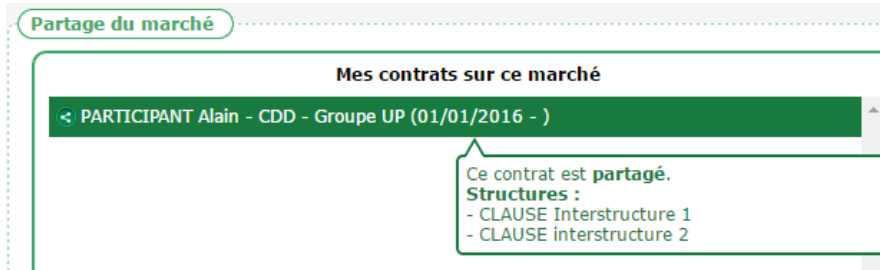 Partage du marché
Mes contrats sur ce marché
PARTICIPANT Alain - CDD - Groupe UP (01/01/2016 - )
Ce contrat est partagé.
Structures :
- CLAUSE Interstructure 1
- CLAUSE interstructure 2